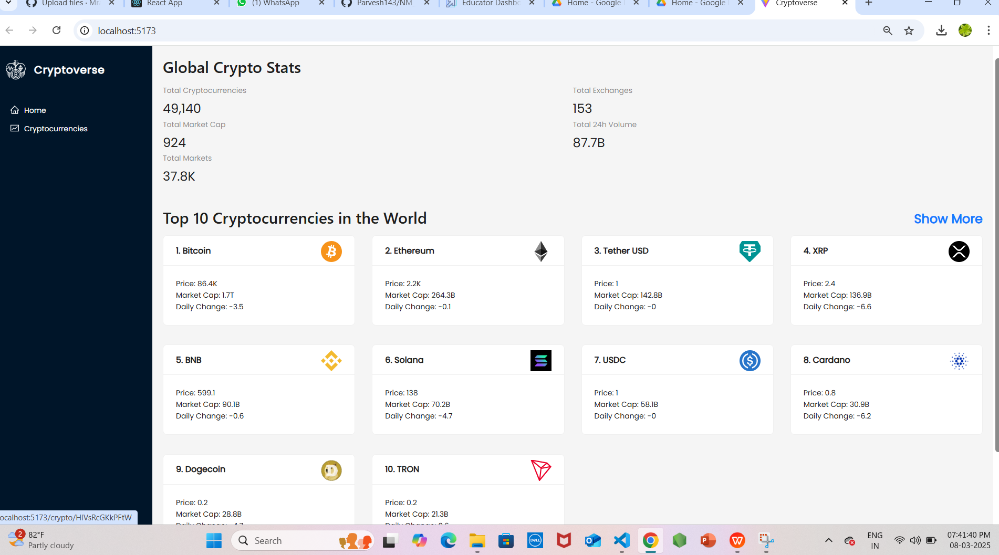 Upload files · Mr
React App
(1) WhatsApp
Parvesh143/NM_
Educator Dashbo
Home - Google
Home - Google
Cryptoverse
localhost:5173
Cryptoverse
Home
Cryptocurrencies
Global Crypto Stats
Total Cryptocurrencies
49,140
Total Exchanges
153
Total Market Cap
924
Total 24h Volume
87.7B
Total Markets
37.8K
Top 10 Cryptocurrencies in the World
Show More
1. Bitcoin
Price: 86.4K
Market Cap: 1.7T
Daily Change: -3.5
2. Ethereum
Price: 2.2K
Market Cap: 264.3B
Daily Change: -0.1
3. Tether USD
Price: 1
Market Cap: 142.8B
Daily Change: -0
4. XRP
Price: 2.4
Market Cap: 136.9B
Daily Change: -6.6
5. BNB
Price: 599.1
Market Cap: 90.1B
Daily Change: -0.6
6. Solana
Price: 138
Market Cap: 70.2B
Daily Change: -4.7
7. USDC
Price: 1
Market Cap: 58.1B
Daily Change: -0
8. Cardano
Price: 0.8
Market Cap: 30.9B
Daily Change: -6.2
9. Dogecoin
Price: 0.2
Market Cap: 28.8B
Daily Change: -4.7
10. TRON
Price: 0.2
Market Cap: 21.3B
Daily Change:
ocalhost:5173/crypto/HIVsRcGKkPFtW
2
82°F
Partly cloudy
Search
DELL
ENG
IN
07:41:40 PM
08-03-2025